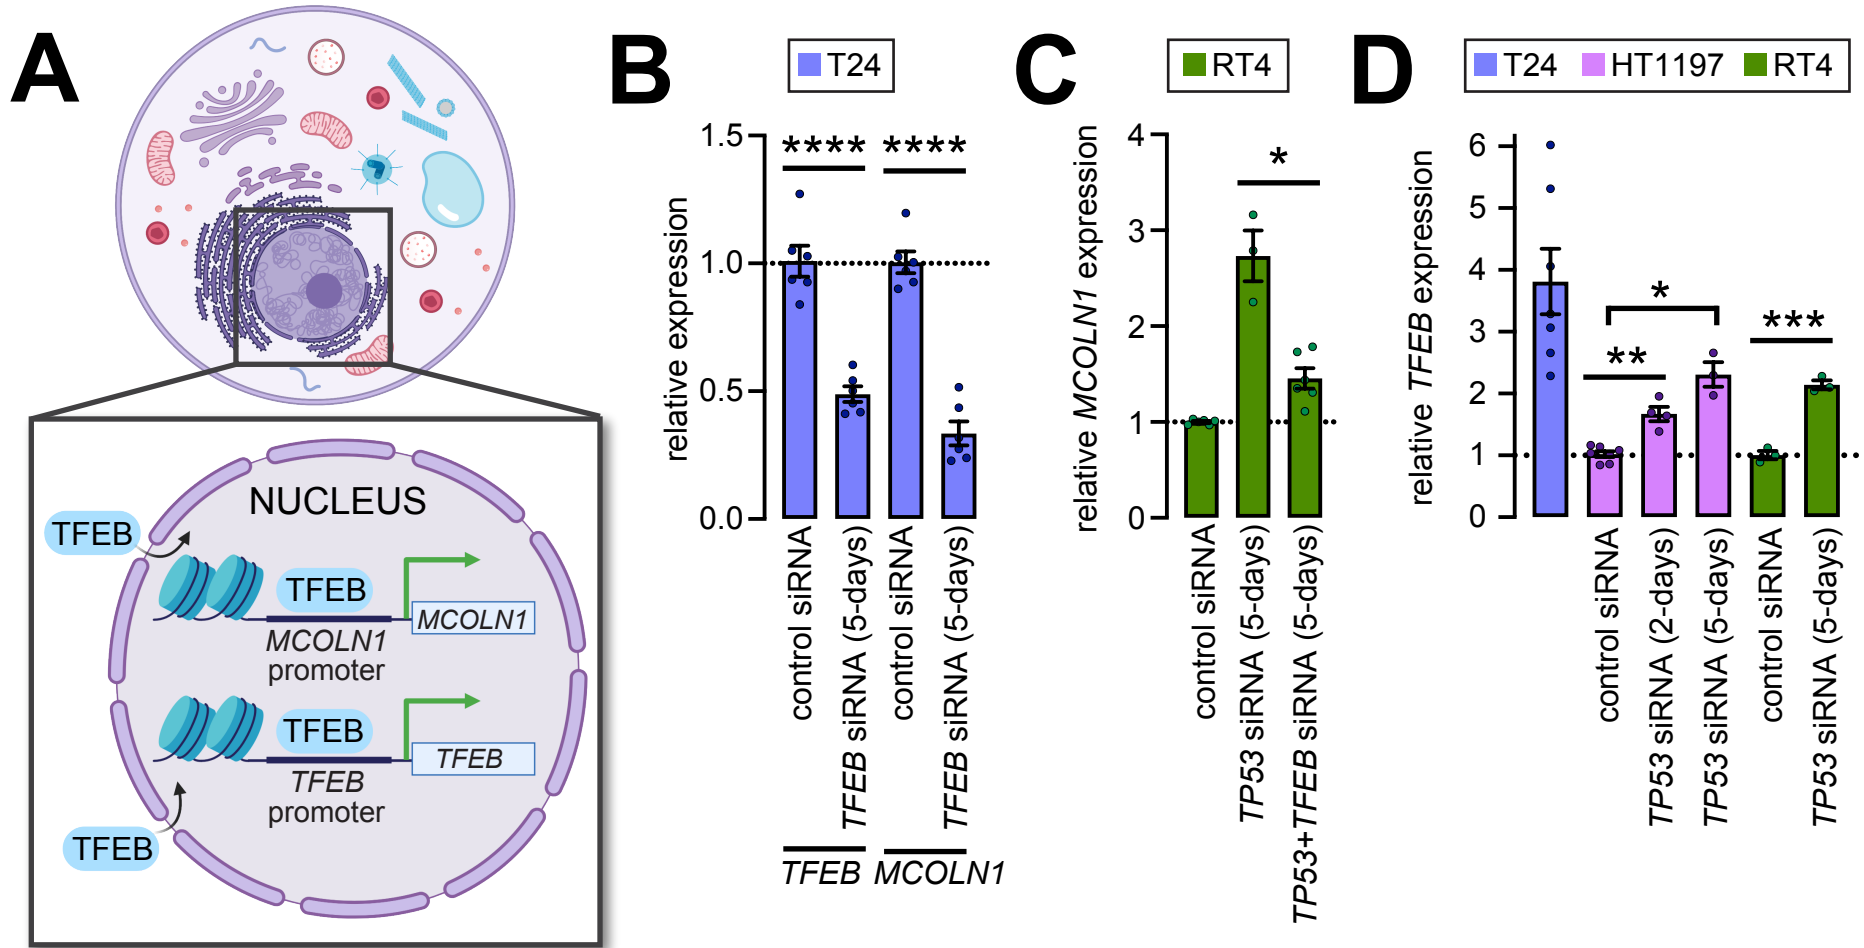 A
NUCLEUS
TFEB
TFEB
MCOLN1
MCOLN1
promoter
TFEB
TFEB
TFEB
promoter
TFEB
B
T24
relative expression
1.5
1.0
0.5
0.0
**** ****
control siRNA
TFEB siRNA (5-days)
control siRNA
TFEB siRNA (5-days)
TFEB MCOLN1
C
RT4
relative MCOLN1 expression
4
3
2
1
0
*
control siRNA
TP53 siRNA (5-days)
TP53+TFEB siRNA (5-days)
D
T24 HT1197 RT4
relative TFEB expression
6
5
4
3
2
1
0
*
**
***
control siRNA
TP53 siRNA (2-days)
TP53 siRNA (5-days)
control siRNA
TP53 siRNA (5-days)